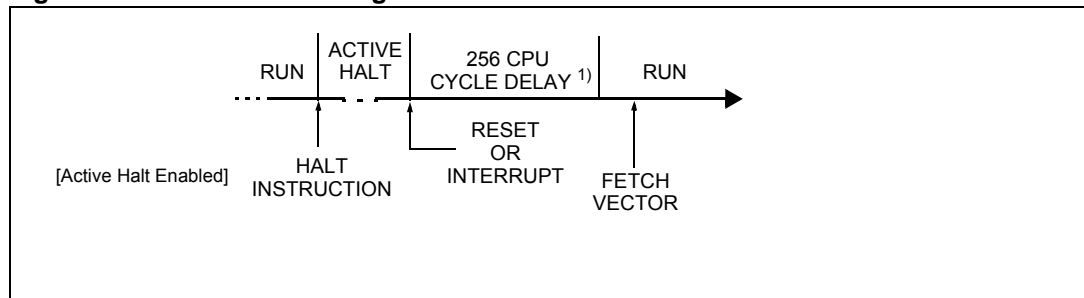 RUN
ACTIVE
HALT
256 CPU
CYCLE DELAY 1)
RUN
RESET
OR
INTERRUPT
[Active Halt Enabled]
HALT
INSTRUCTION
FETCH
VECTOR